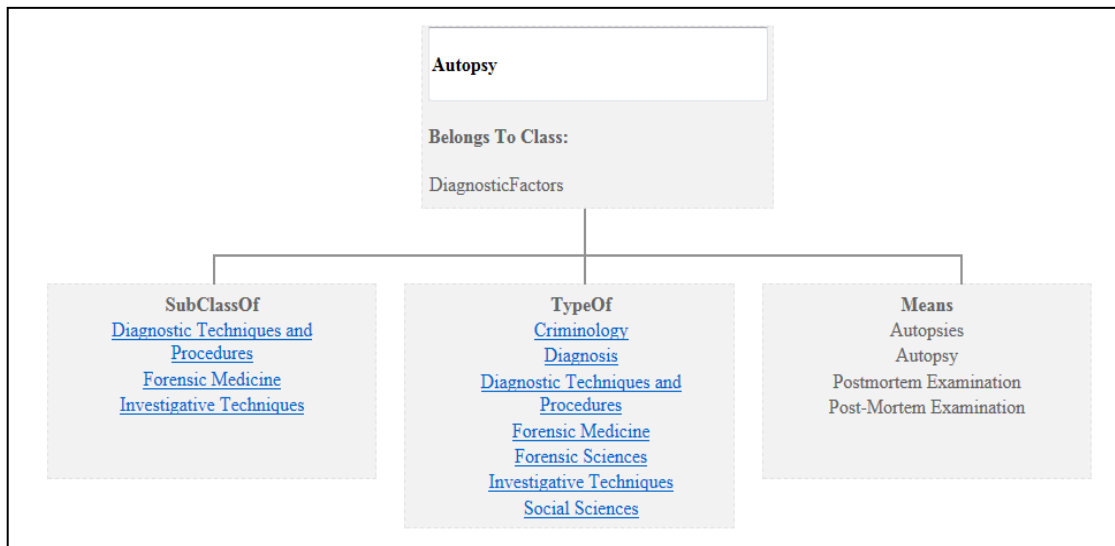 Autopsy
Belongs To Class:
DiagnosticFactors
SubClassOf
Diagnostic Techniques and
Procedures
Forensic Medicine
Investigative Techniques
TypeOf
Criminology
Diagnosis
Diagnostic Techniques and
Procedures
Forensic Medicine
Forensic Sciences
Investigative Techniques
Social Sciences
Means
Autopsies
Autopsy
Postmortem Examination
Post-Mortem Examination